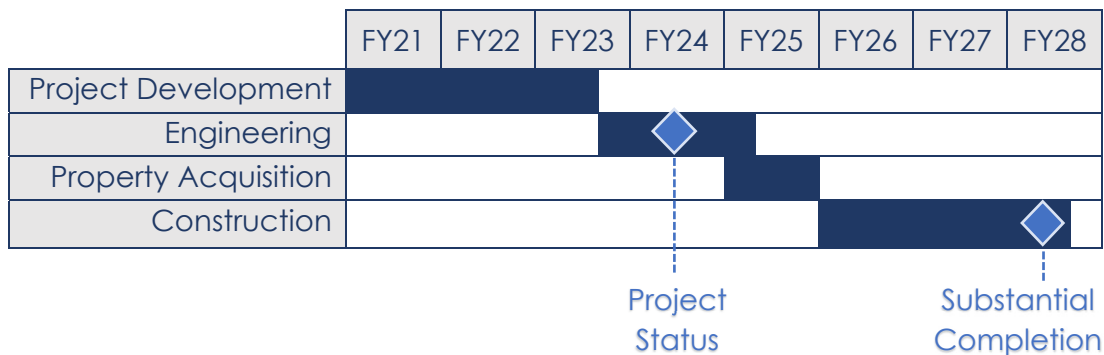 FY21 FY22 FY23 FY24 FY25 FY26 FY27 FY28
Project Development
Engineering
Property Acquisition
Construction
Project Substantial
Status Completion